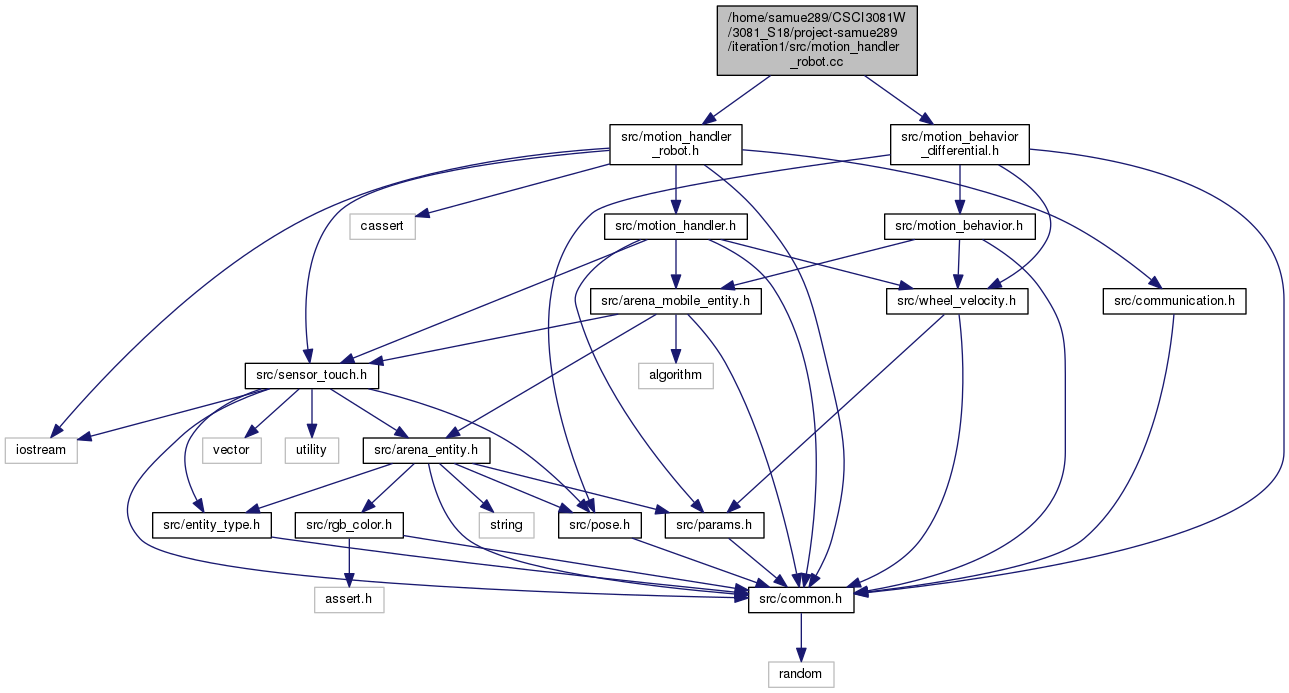 /home/samue289/CSCI3081W
/3081_S18/project-samue289
/iteration1/src/motion_handler
_robot.cc
src/motion_handler
_robot.h
src/motion_behavior
_differential.h
cassert
src/motion_handler.h
src/motion_behavior.h
src/arena_mobile_entity.h
src/wheel_velocity.h
src/communication.h
src/sensor_touch.h
algorithm
iostream
vector
utility
src/arena_entity.h
src/entity_type.h
src/rgb_color.h
string
src/pose.h
src/params.h
assert.h
src/common.h
random